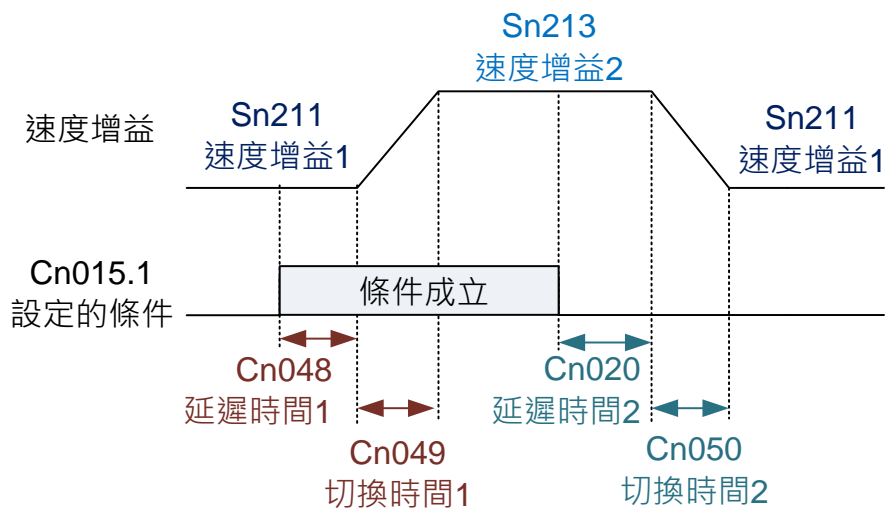 Sn213
速度增益2
Sn211
速度增益1
速度增益
Sn211
速度增益1
Cn015.1
設定的條件
條件成立
Cn048
延遲時間1
Cn020
延遲時間2
Cn049
切換時間1
Cn050
切換時間2